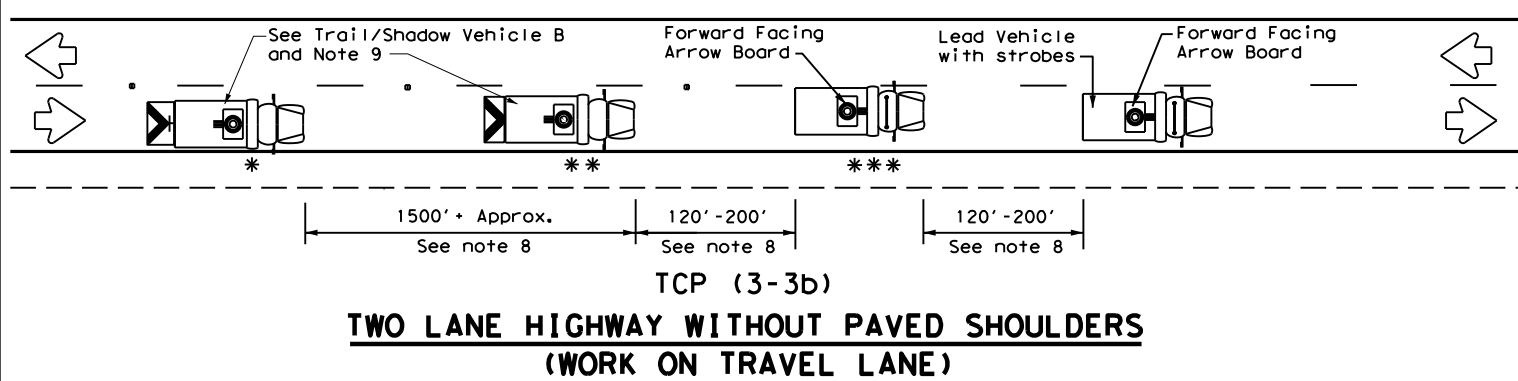 See Trail/Shadow Vehicle B
and Note 9
Forward Facing
Arrow Board
Lead Vehicle
with strobes
Forward Facing
Arrow Board
*
**
***
1500'+ Approx.
See note 8
120'-200'
See note 8
120'-200'
See note 8
TCP (3-3b)
TWO LANE HIGHWAY WITHOUT PAVED SHOULDERS
(WORK ON TRAVEL LANE)